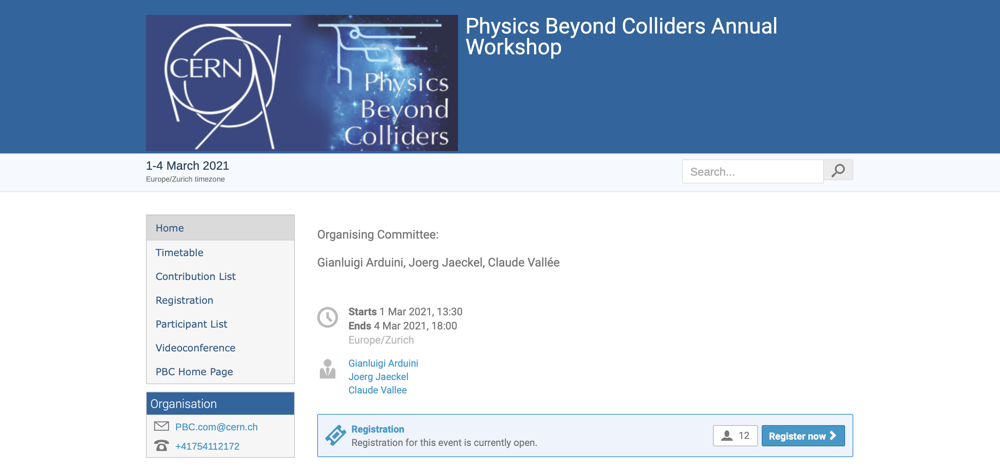 CERN
Physics
Beyond
Colliders
Physics Beyond Colliders Annual
Workshop
1-4 March 2021
Europe/Zurich timezone
Search...
Home
Timetable
Contribution List
Registration
Participant List
Videoconference
PBC Home Page
Organisation
PBC.com@cern.ch
+41754112172
Organising Committee:
Gianluigi Arduini, Joerg Jaeckel, Claude Vallée
Starts 1 Mar 2021, 13:30
Ends 4 Mar 2021, 18:00
Europe/Zurich
Gianluigi Arduini
Joerg Jaeckel
Claude Vallee
Registration
Registration for this event is currently open.
12
Register now